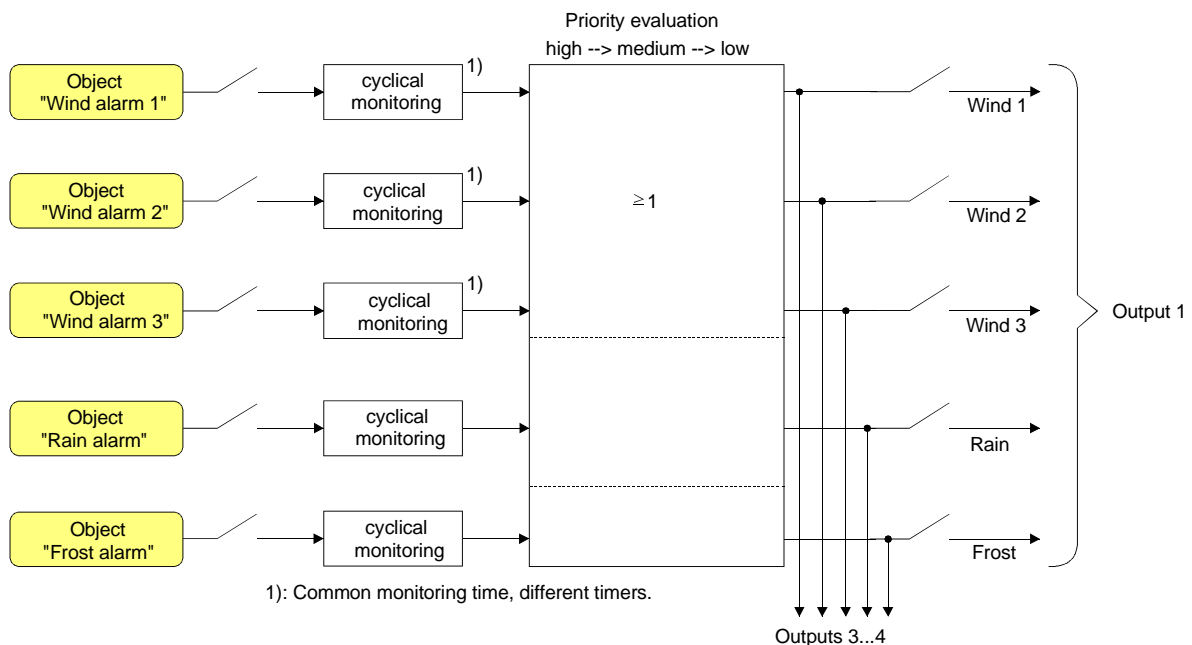 Priority evaluation
high --> medium --> low
Object
"Wind alarm 1"
cyclical
monitoring
1)
Wind 1
Object
"Wind alarm 2"
cyclical
monitoring
1)
≥1
Wind 2
Object
"Wind alarm 3"
cyclical
monitoring
1)
Wind 3
Output 1
Object
"Rain alarm"
cyclical
monitoring
Rain
Object
"Frost alarm"
cyclical
monitoring
Frost
1): Common monitoring time, different timers.
Outputs 3...4